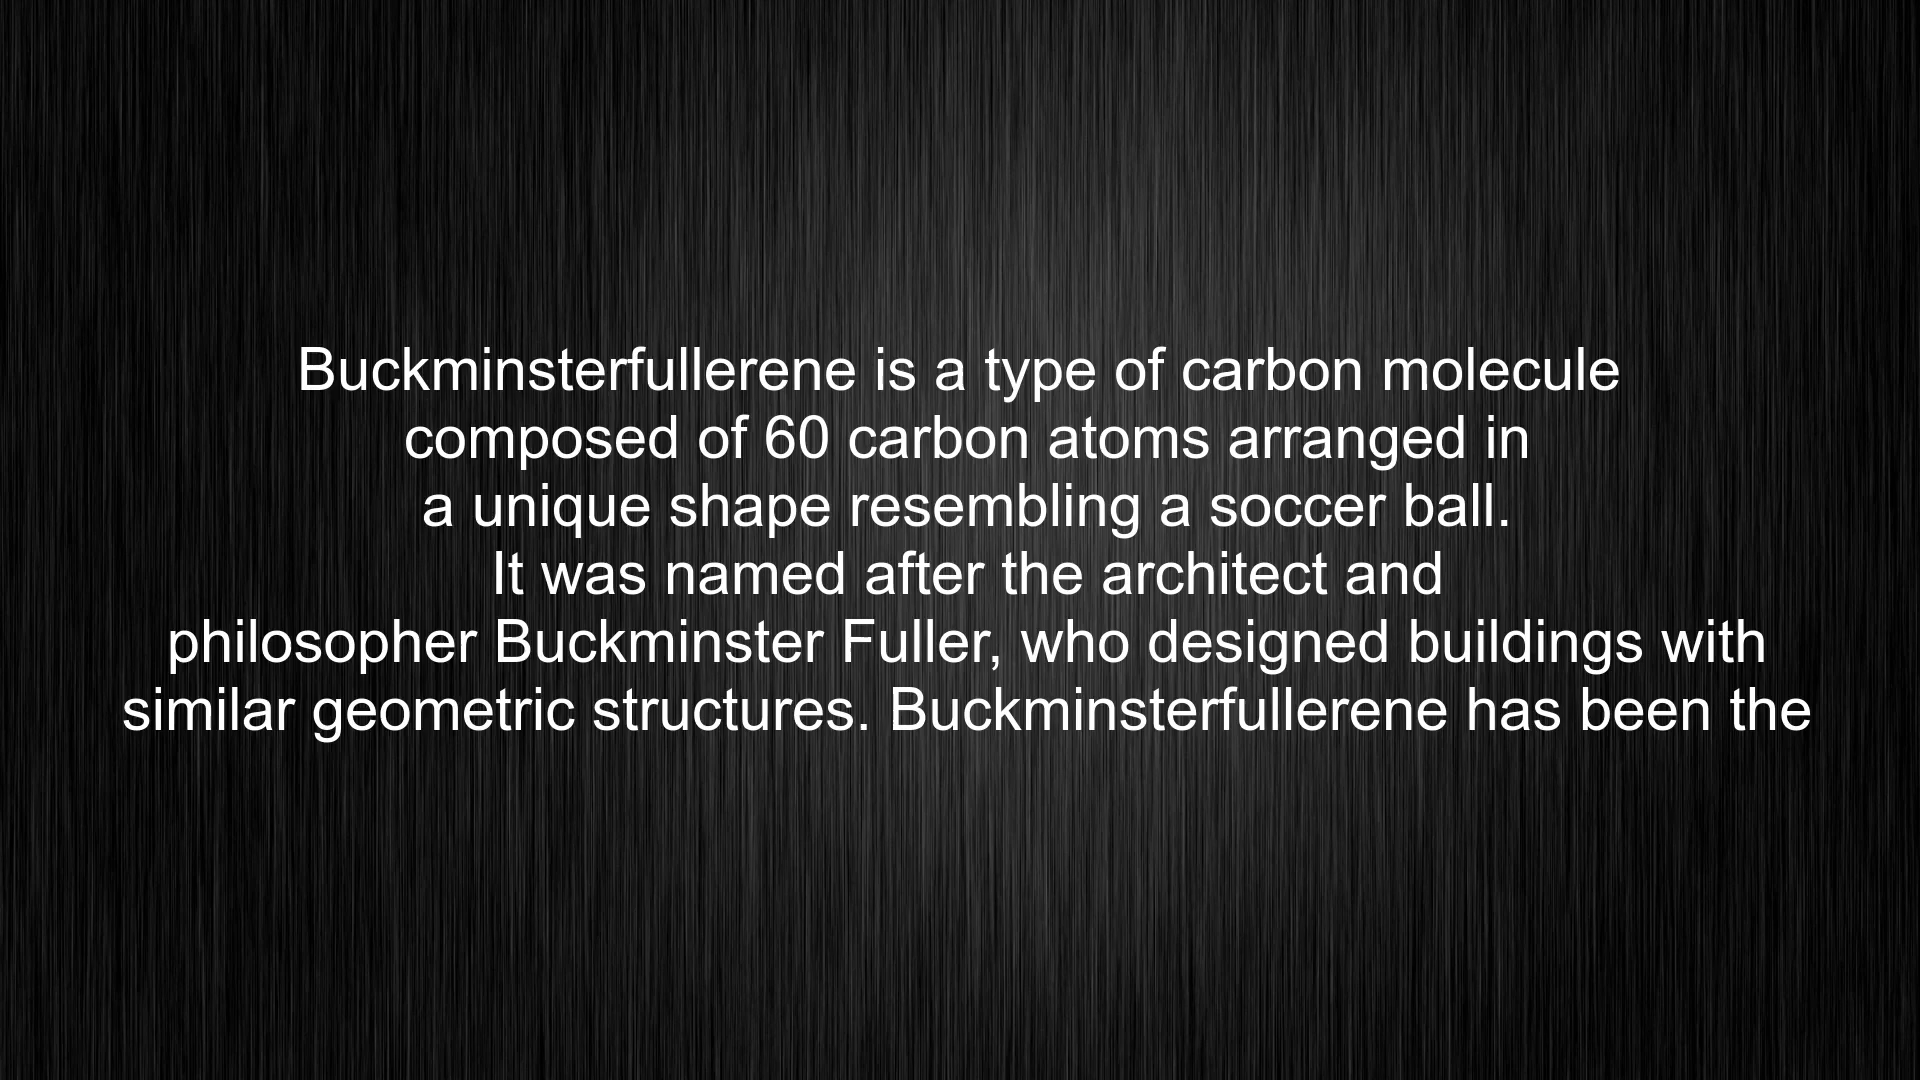 Buckminsterfullerene is a type of carbon molecule
composed of 60 carbon atoms arranged in
a unique shape resembling a soccer ball.
It was named after the architect and
philosopher Buckminster Fuller, who designed buildings with
similar geometric structures. Buckminsterfullerene has been the